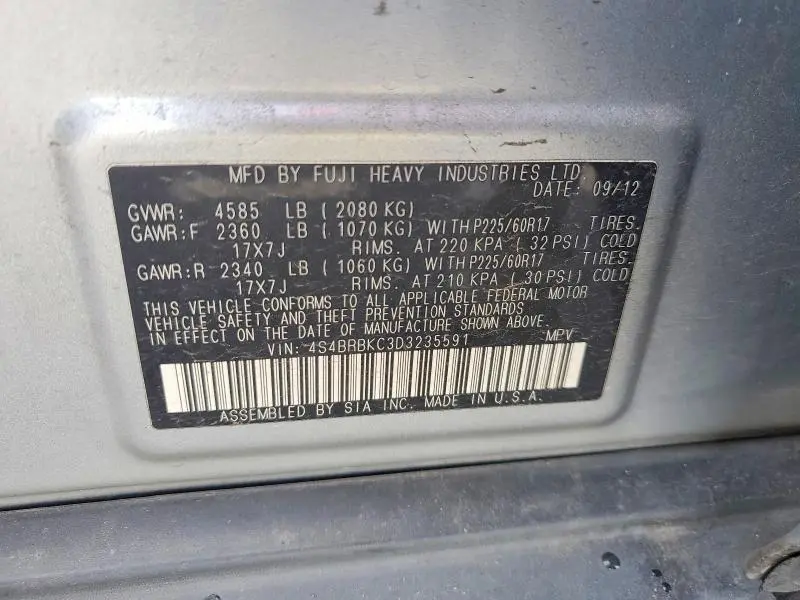 MFD BY FUJI HEAVY INDUSTRIES LTD.
DATE: 09/12
GVWR: 4585 LB ( 2080 KG)
GAWR:F 2360 LB ( 1070 KG) WITH P225/60R17 TIRES.
17X7J RIMS. AT 220 KPA ( 32 PSI) COLD
GAWR:R 2340 LB ( 1060 KG) WITH P225/60R17 TIRES.
17X7J RIMS. AT 210 KPA ( 30 PSI) COLD
THIS VEHICLE CONFORMS TO ALL APPLICABLE FEDERAL MOTOR
VEHICLE SAFETY AND THEFT PREVENTION STANDARDS
IN EFFECT ON THE DATE OF MANUFACTURE SHOWN ABOVE.
VIN: 4S4BRBKC3D3235591 MPV
ASSEMBLED BY SIA INC. MADE IN U.S.A.